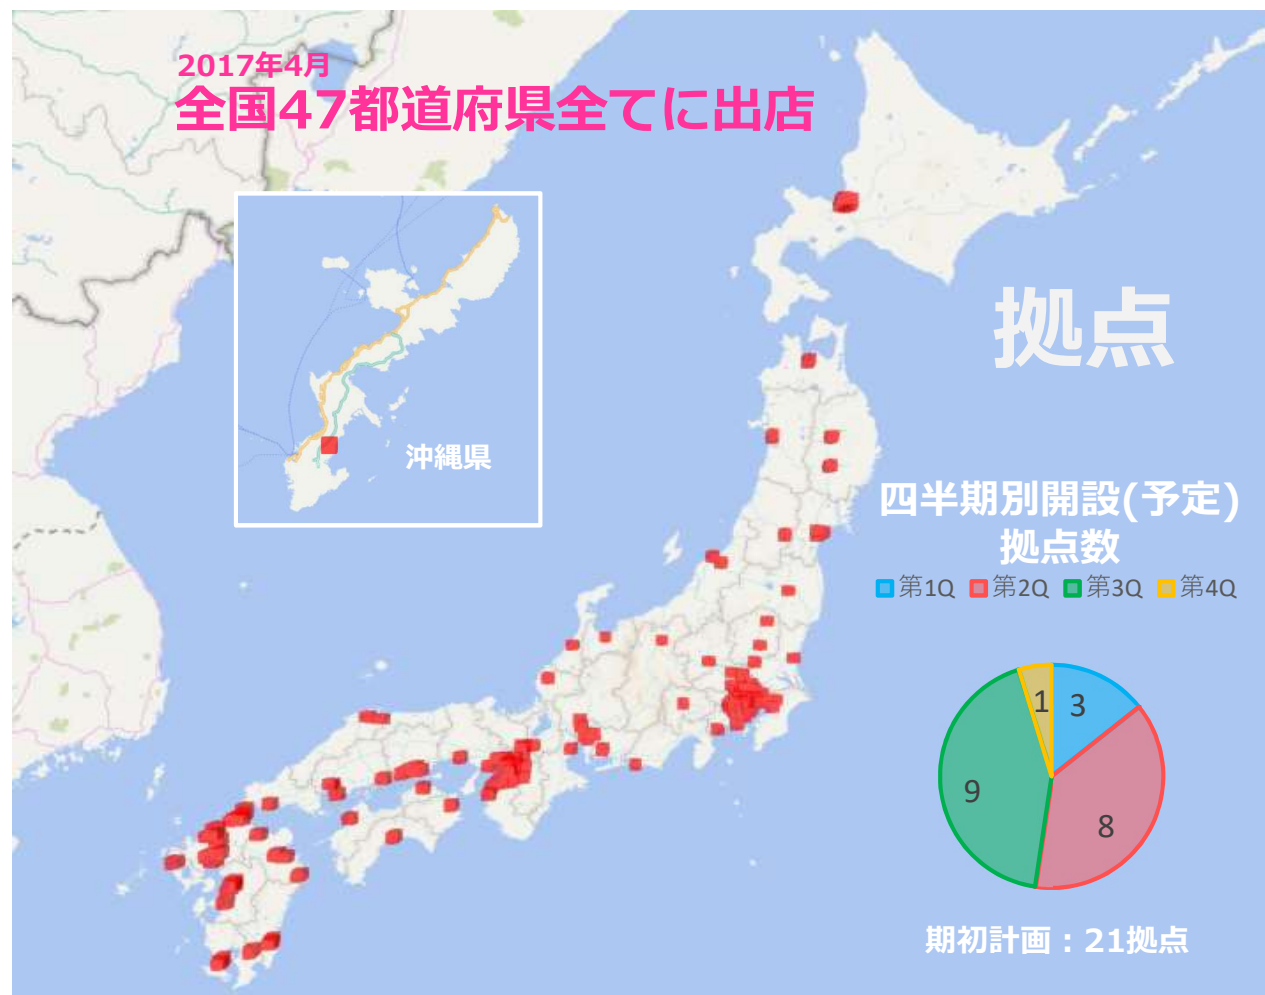 2017年4月
全国47都道府県全てに出店
沖縄県
拠点
四半期別開設(予定)
拠点数
第1Q 第2Q 第3Q 第4Q
1 3
9
8
期初計画：21拠点